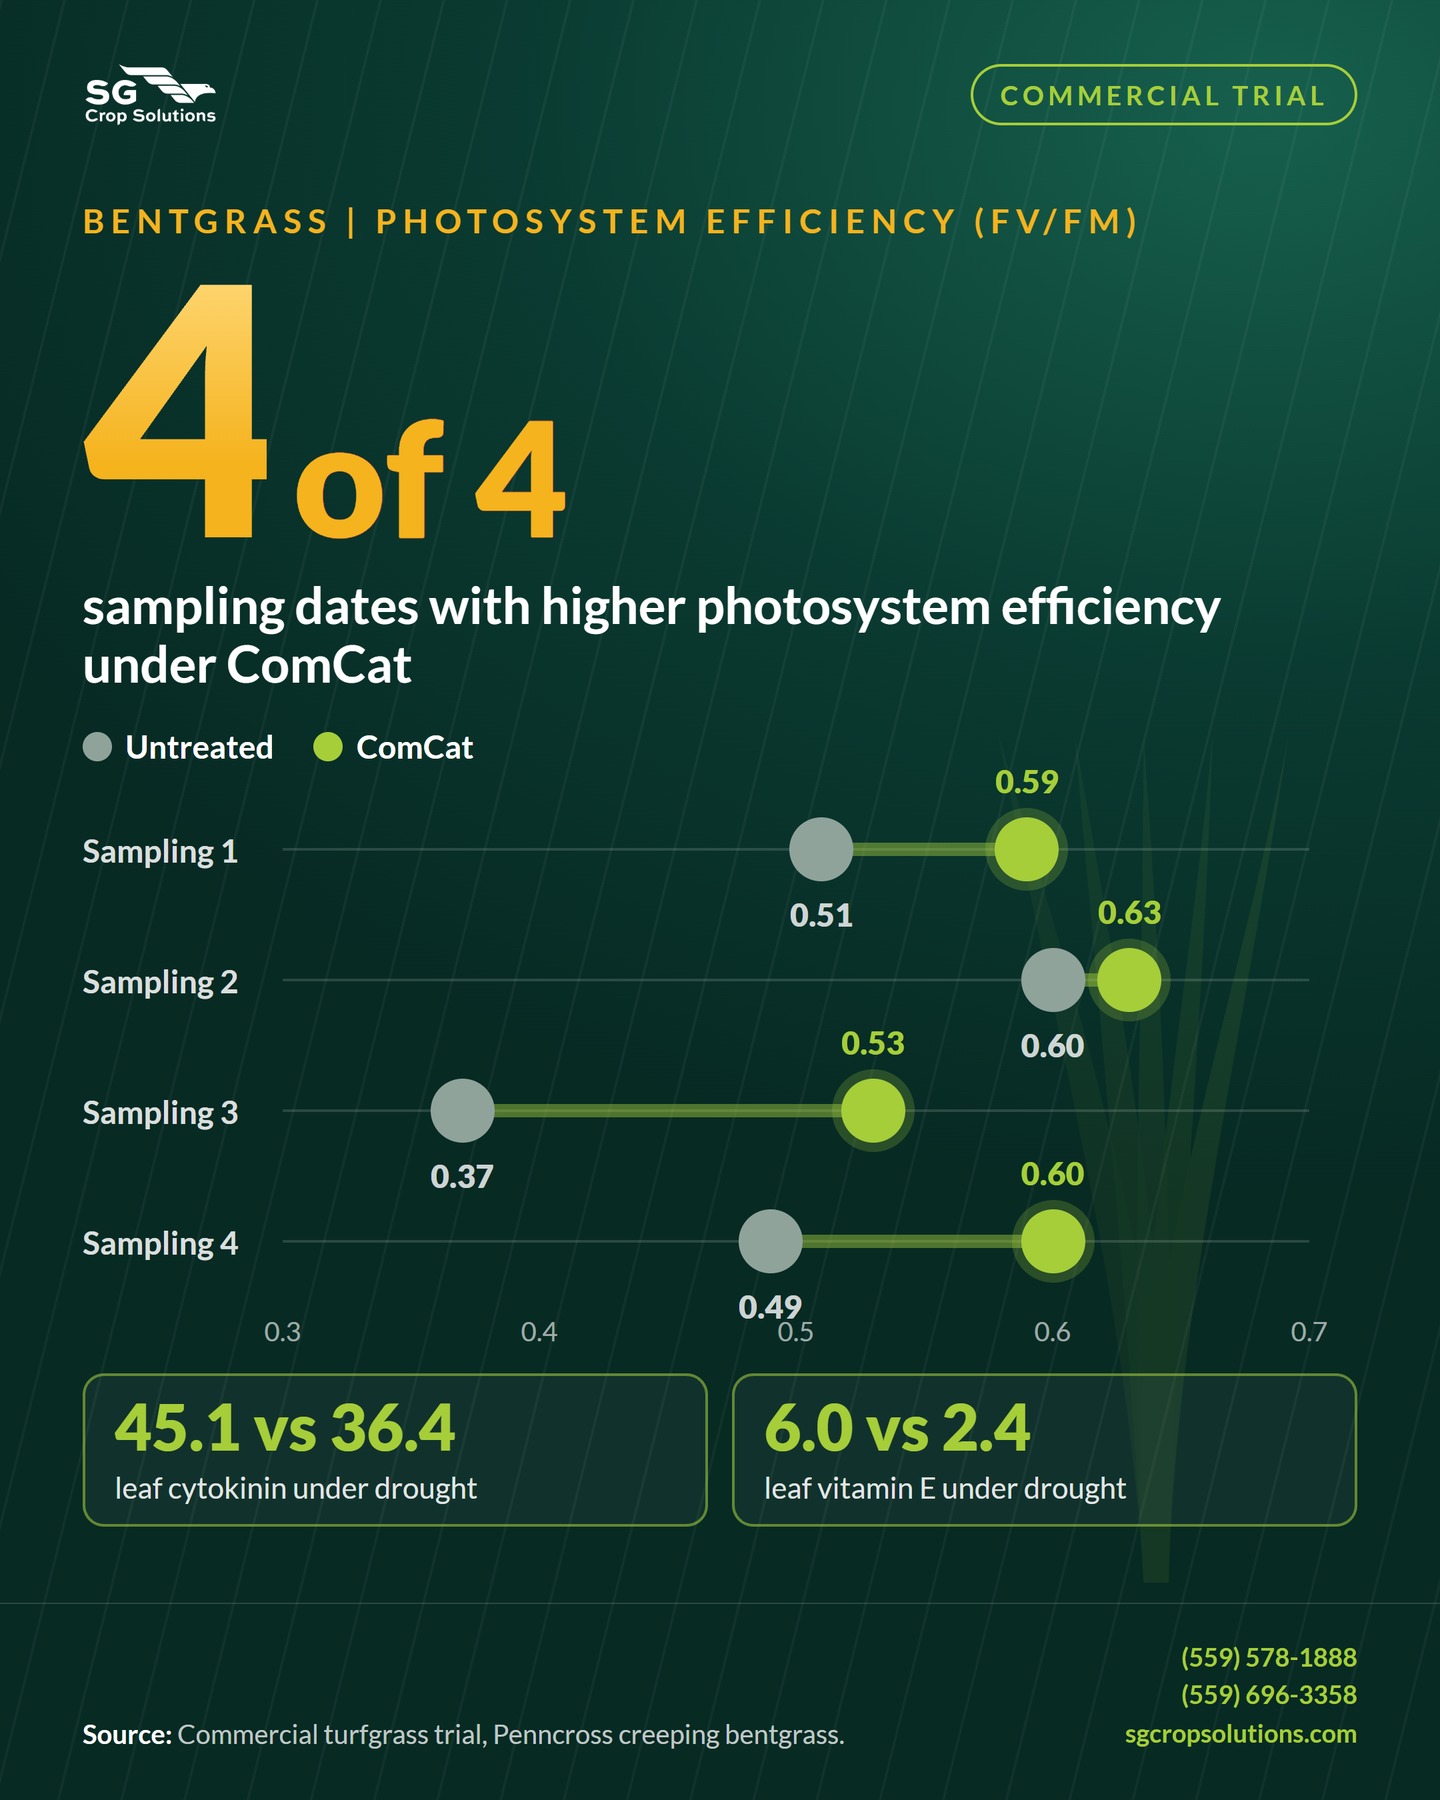 SG
Crop Solutions
COMMERCIAL TRIAL
BENTGRASS | PHOTOSYSTEM EFFICIENCY (FV/FM)
4 of 4
sampling dates with higher photosystem efficiency
under ComCat
Untreated ComCat
0.59
Sampling 1
0.51
0.63
Sampling 2
0.60
0.53
Sampling 3
0.37
0.60
Sampling 4
0.49
0.3 0.4 0.5 0.6 0.7
45.1 vs 36.4
leaf cytokinin under drought
6.0 vs 2.4
leaf vitamin E under drought
(559) 578-1888
(559) 696-3358
Source: Commercial turfgrass trial, Penncross creeping bentgrass.
sgcropsolutions.com